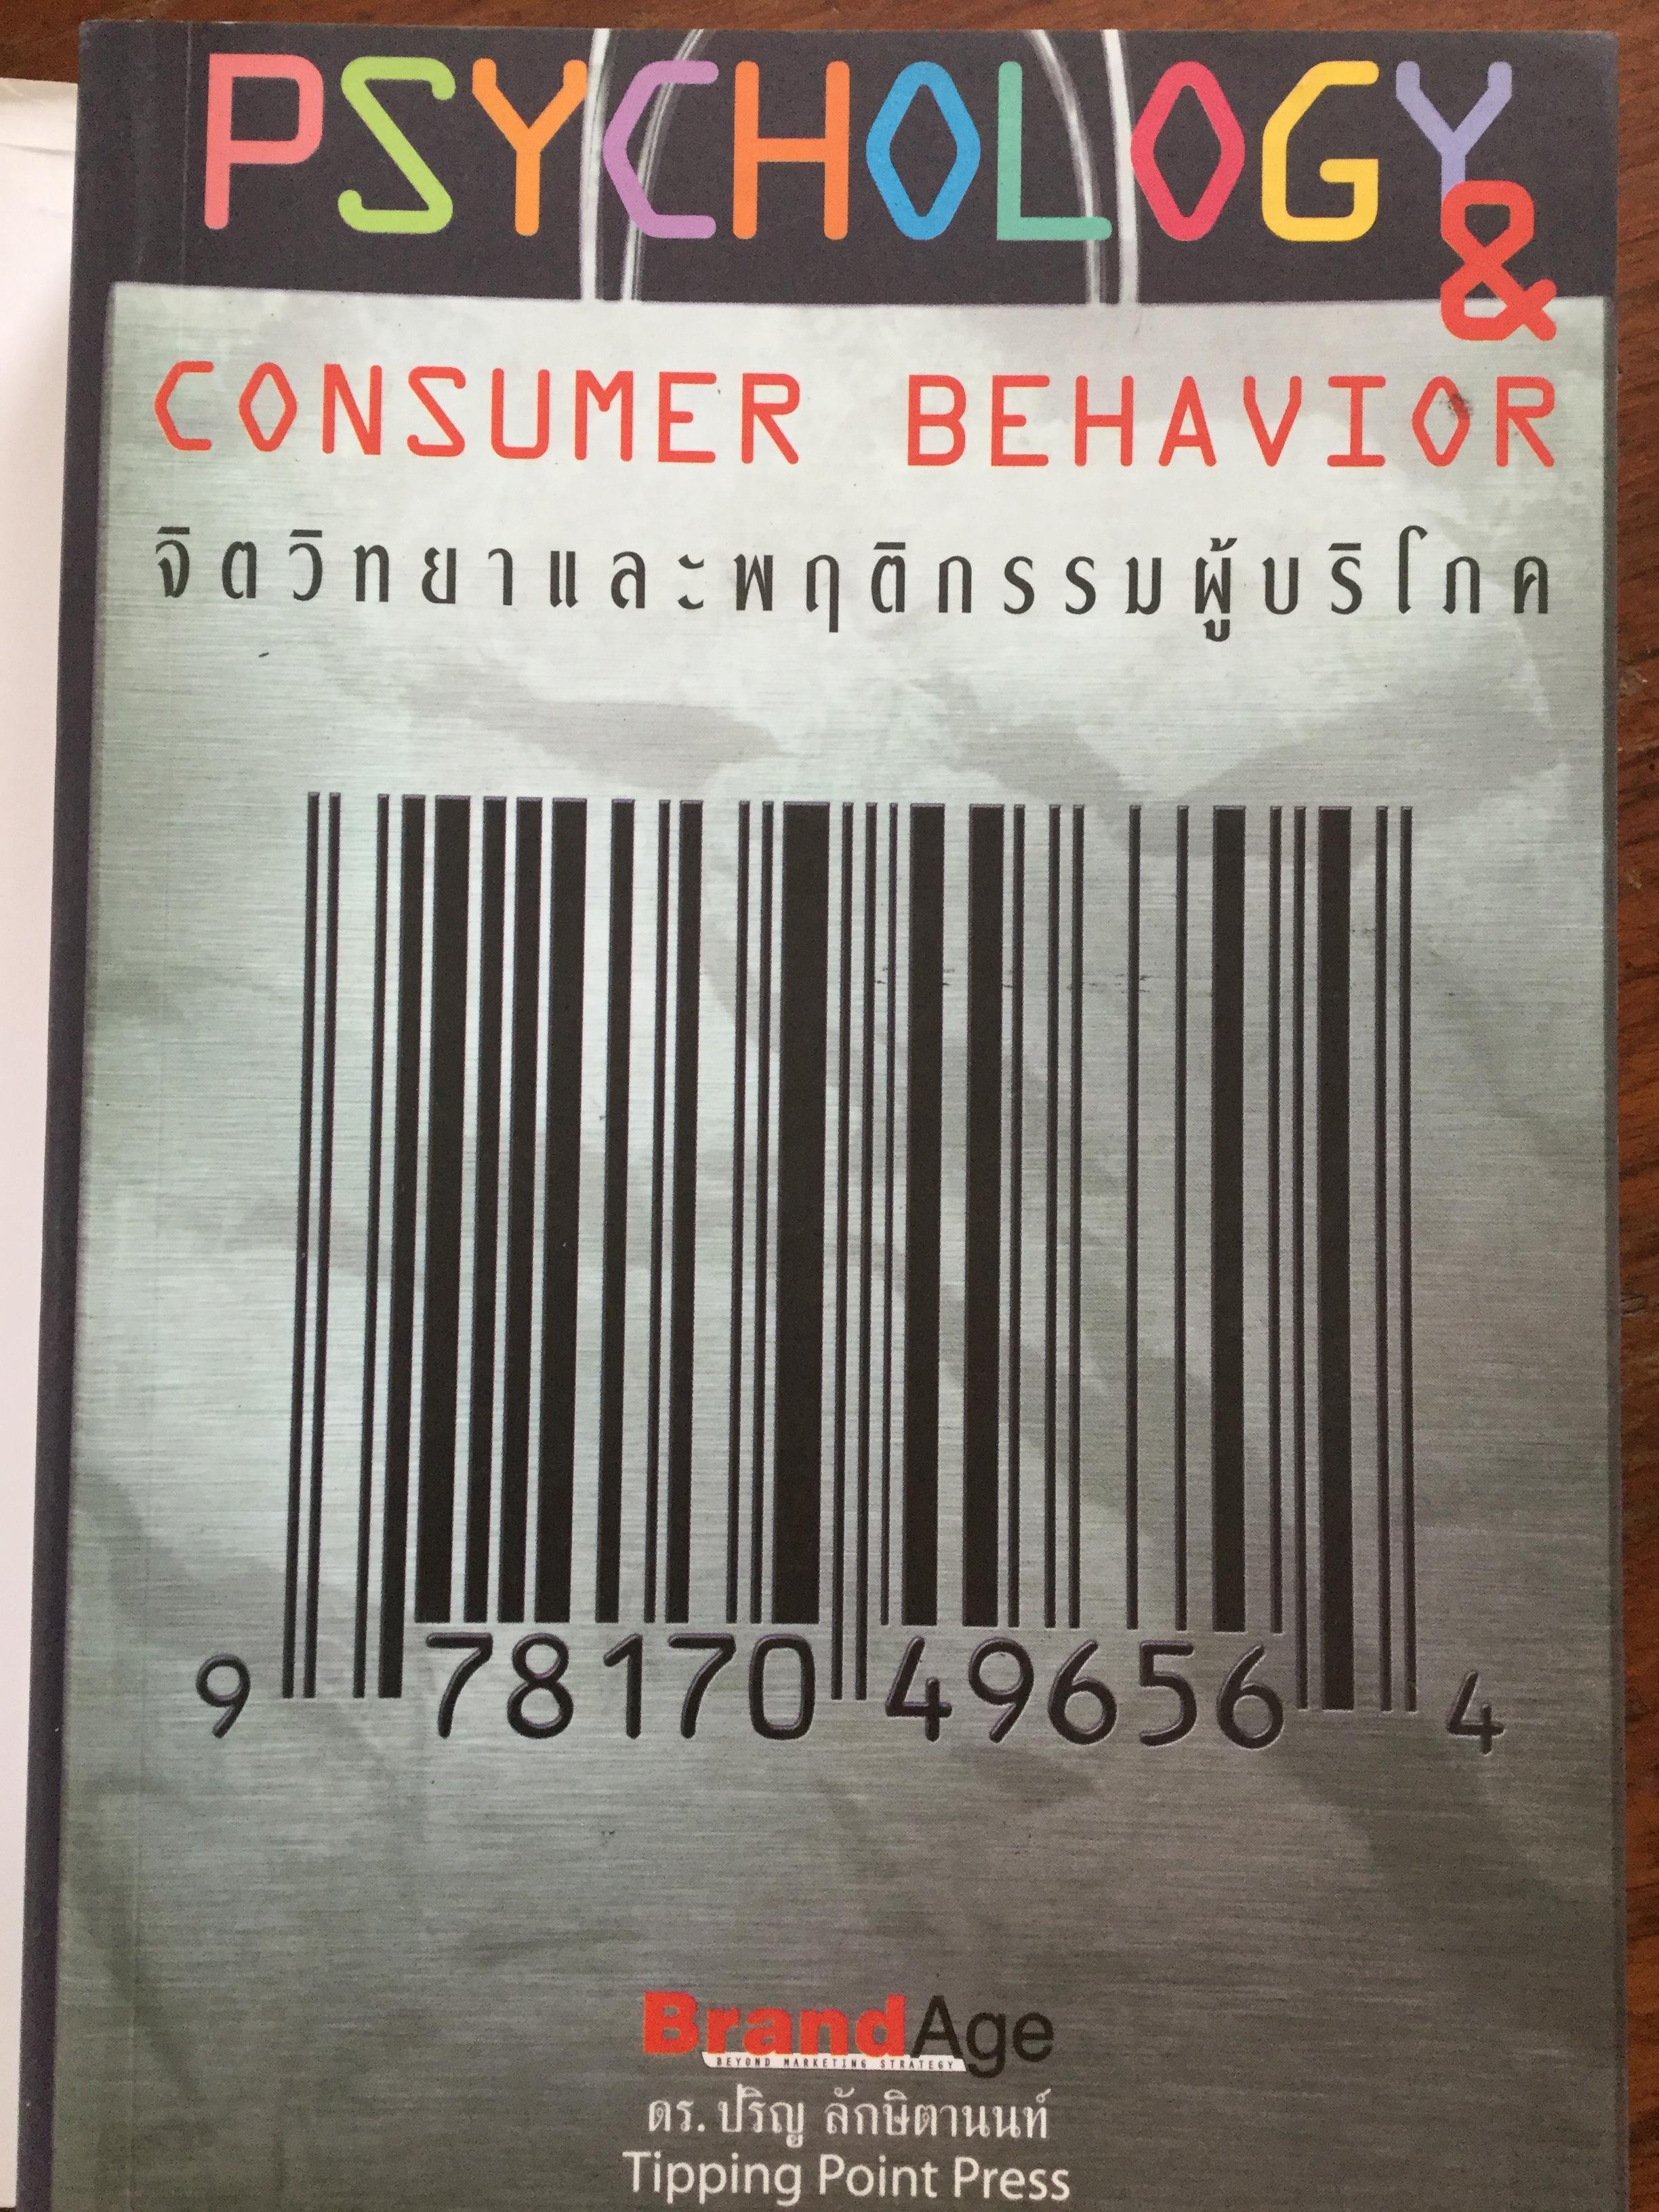 PSYCHOLOGY
&
CONSUMER BEHAVIOR
จิตวิทยาและพฤติกรรมผู้บริโภค
9 78170 49656 4
BrandAge
BEYOND MARKETING STRATEGY
ดร. ปริญ ลักษิตานนท์
Tipping Point Press